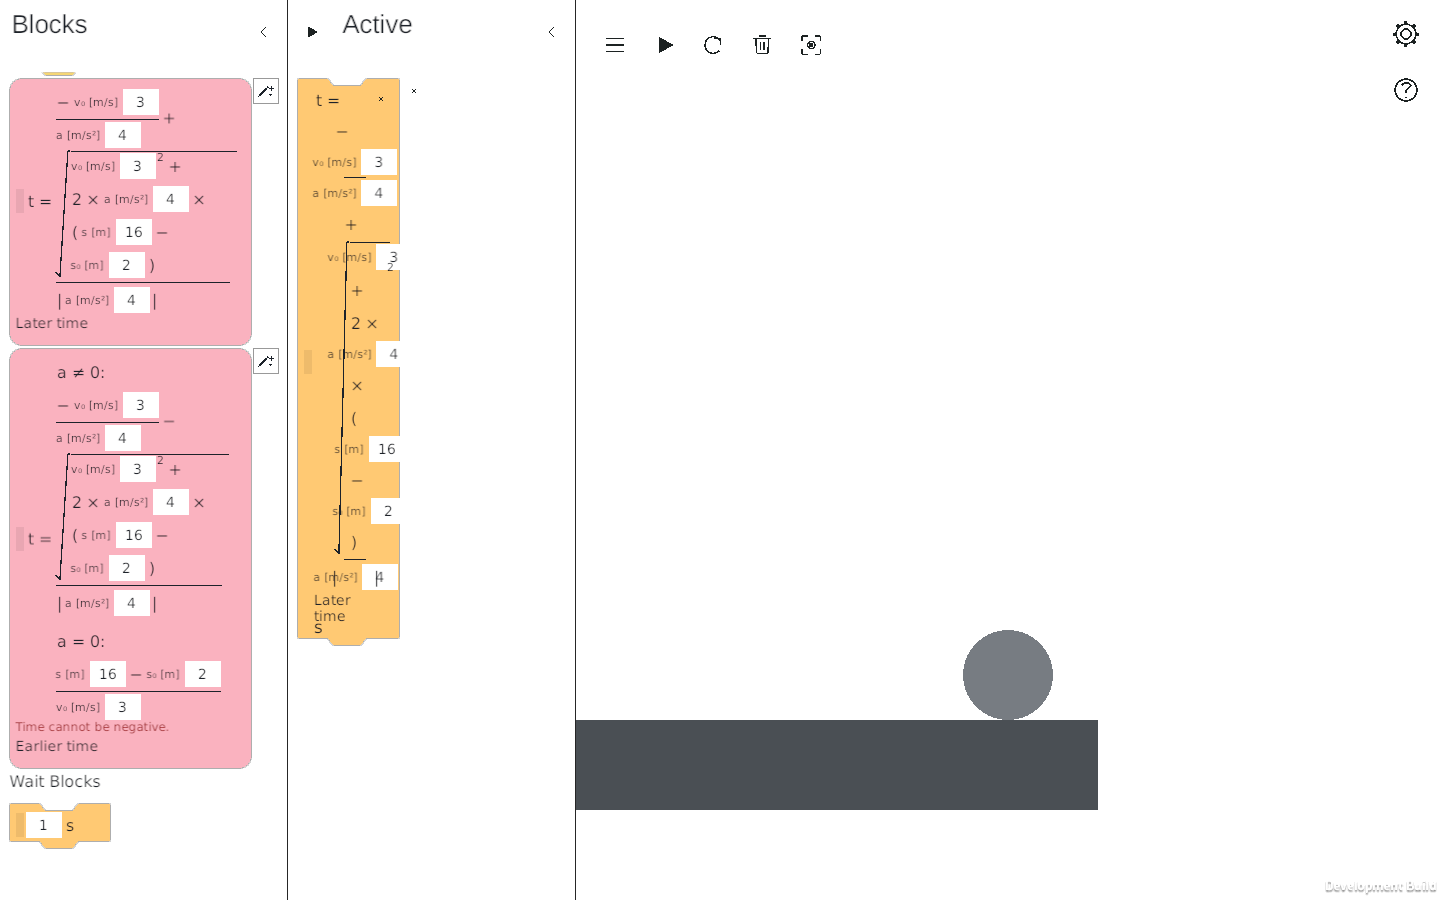 Blocks
− v₀ [m/s] 3 +
a [m/s²] 4
v₀ [m/s] 3 2 +
2 × a [m/s²] 4 ×
t = ( s [m] 16 −
s₀ [m] 2 )
| a [m/s²] 4 |
Later time
a ≠ 0:
− v₀ [m/s] 3 −
a [m/s²] 4
v₀ [m/s] 3 2 +
2 × a [m/s²] 4 ×
t = ( s [m] 16 −
s₀ [m] 2 )
| a [m/s²] 4 |
a = 0:
s [m] 16 − s₀ [m] 2
v₀ [m/s] 3
Time cannot be negative.
Earlier time
Wait Blocks
1 s
Active
t =
−
v₀ [m/s] 3
a [m/s²] 4
+
v₀ [m/s] 3
2
+
2 ×
a [m/s²] 4
×
(
s [m] 16
−
s₀ [m] 2
)
a [m/s²] | 4 |
Later
time
s
Development Build